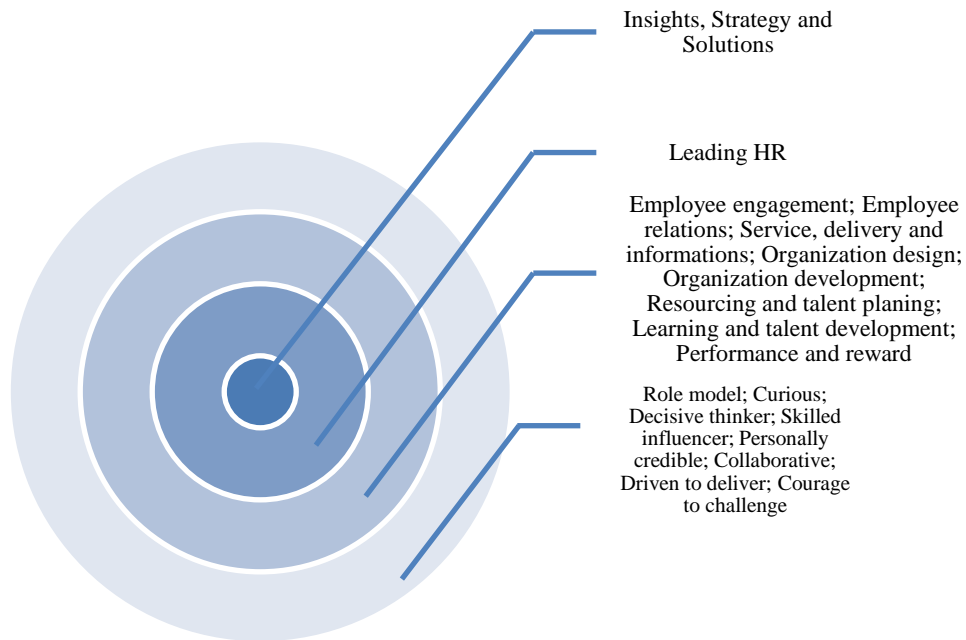 Insights, Strategy and
Solutions
Leading HR
Employee engagement; Employee
relations; Service, delivery and
informations; Organization design;
Organization development;
Resourcing and talent planing;
Learning and talent development;
Performance and reward
Role model; Curious;
Decisive thinker; Skilled
influencer; Personally
credible; Collaborative;
Driven to deliver; Courage
to challenge